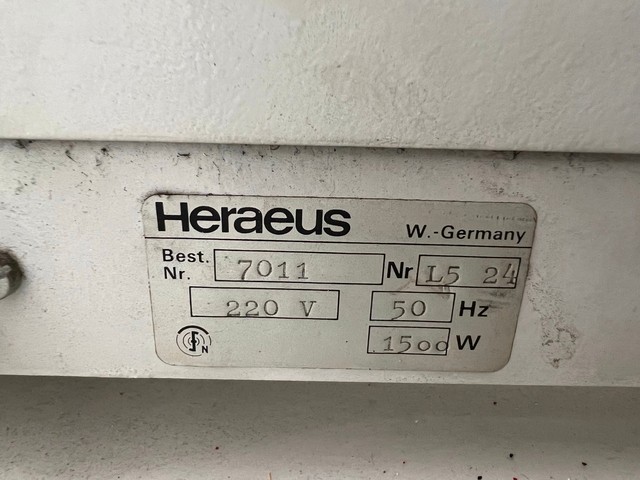 Heraeus
W.-Germany
Best. Nr. 7011 Nr L5 24
220 V 50 Hz
N 1500 W